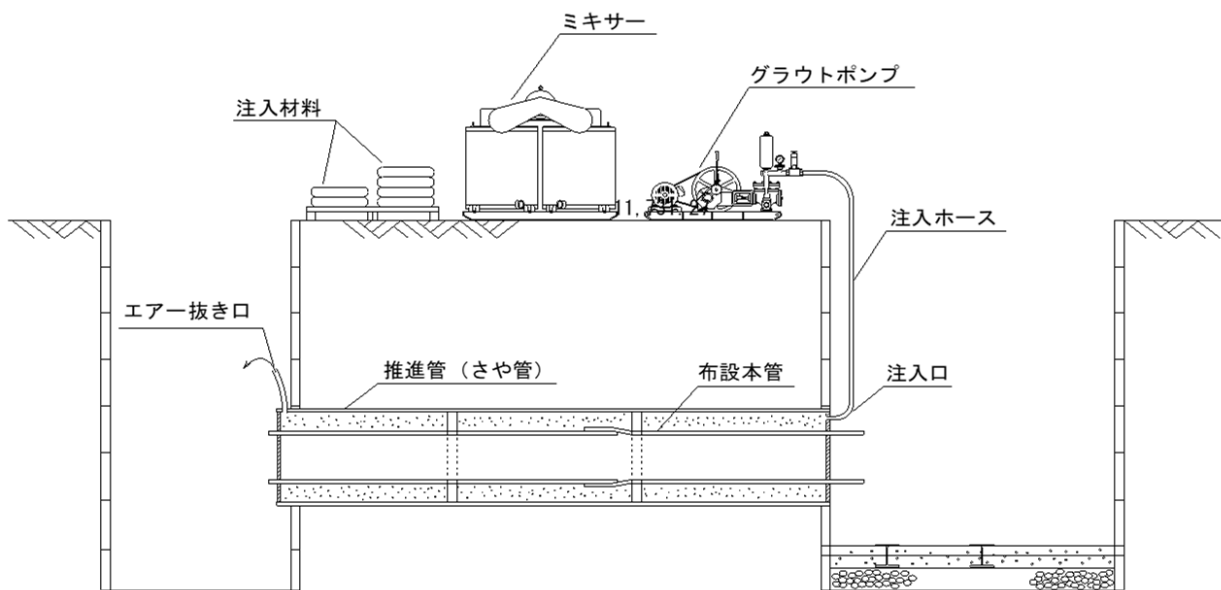 ミキサー
グラウトポンプ
注入材料
注入ホース
エアー抜き口
推進管（さや管）
布設本管
注入口